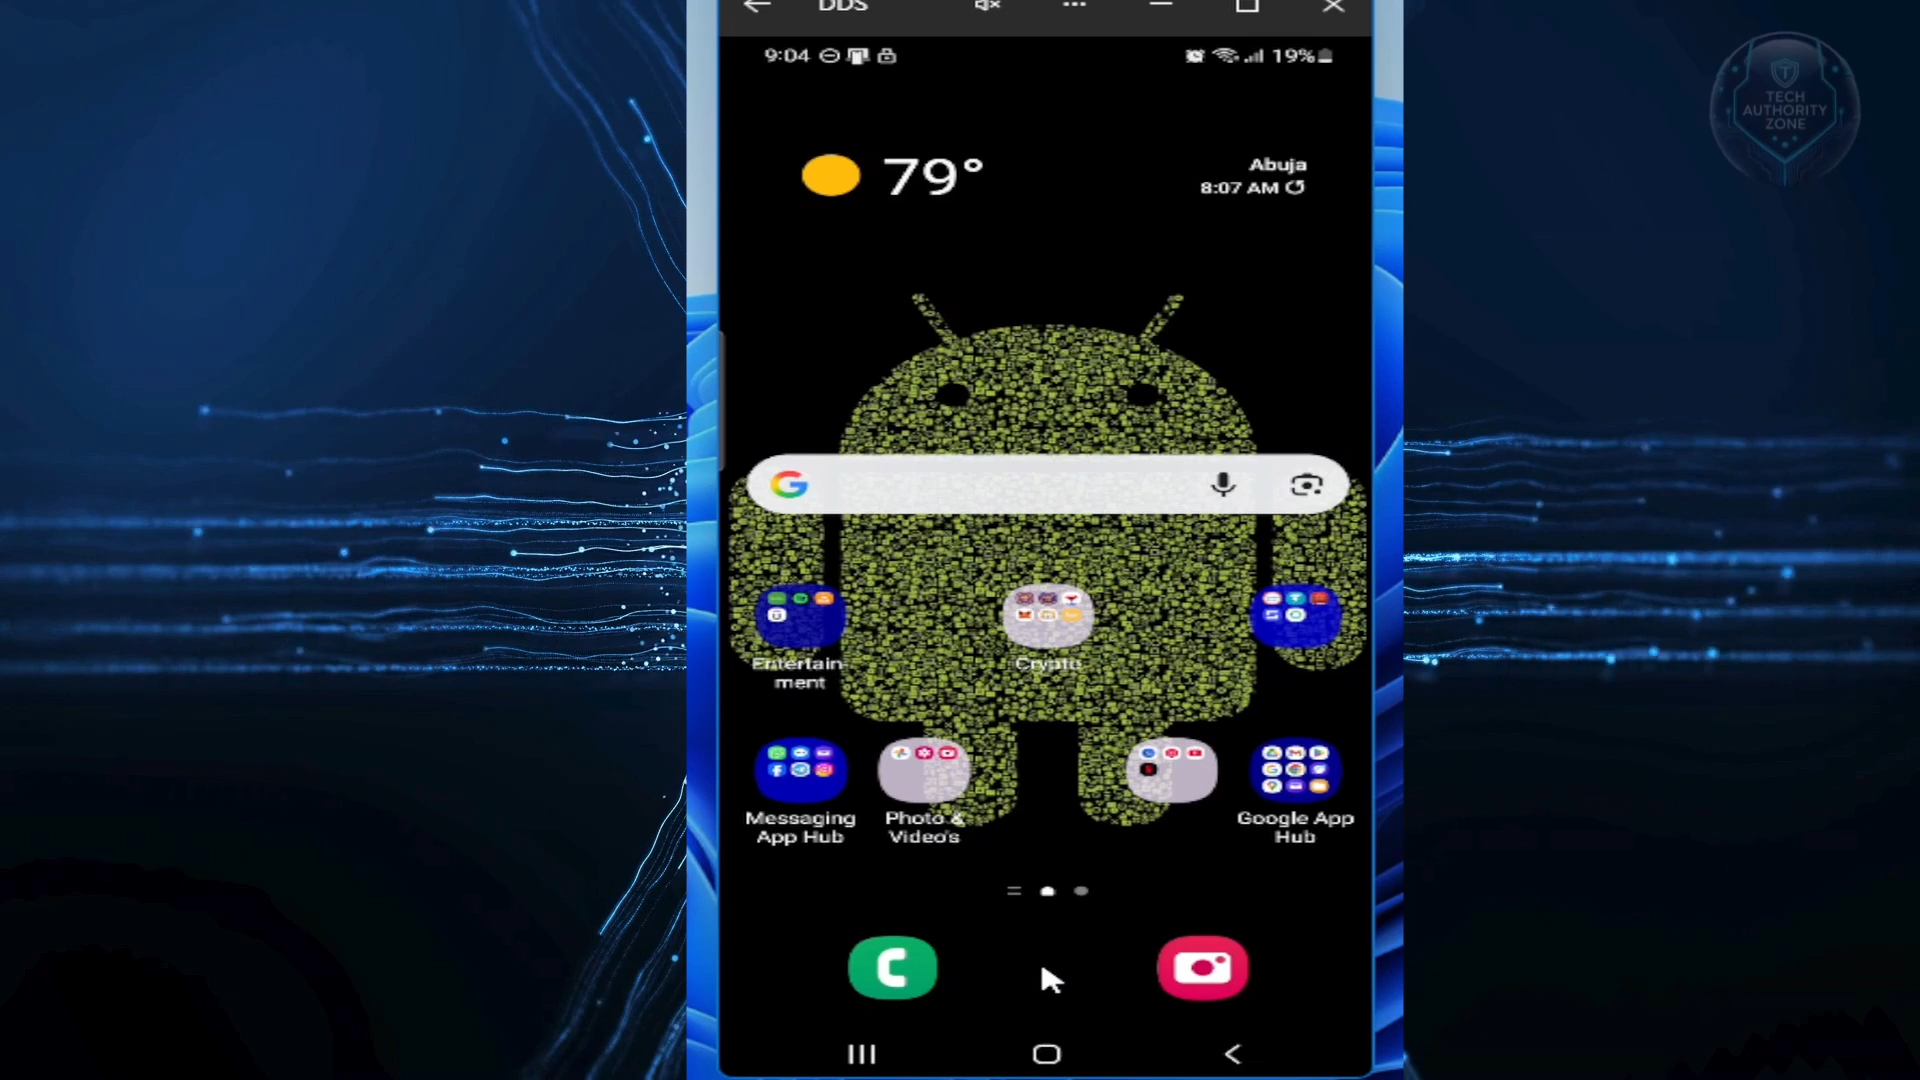 DDS
9:04
19%
TECH
AUTHORITY
ZONE
79°
Abuja
8:07 AM
Entertain
ment
Crypto
Messaging
App Hub
Photo &
Video's
Google App
Hub